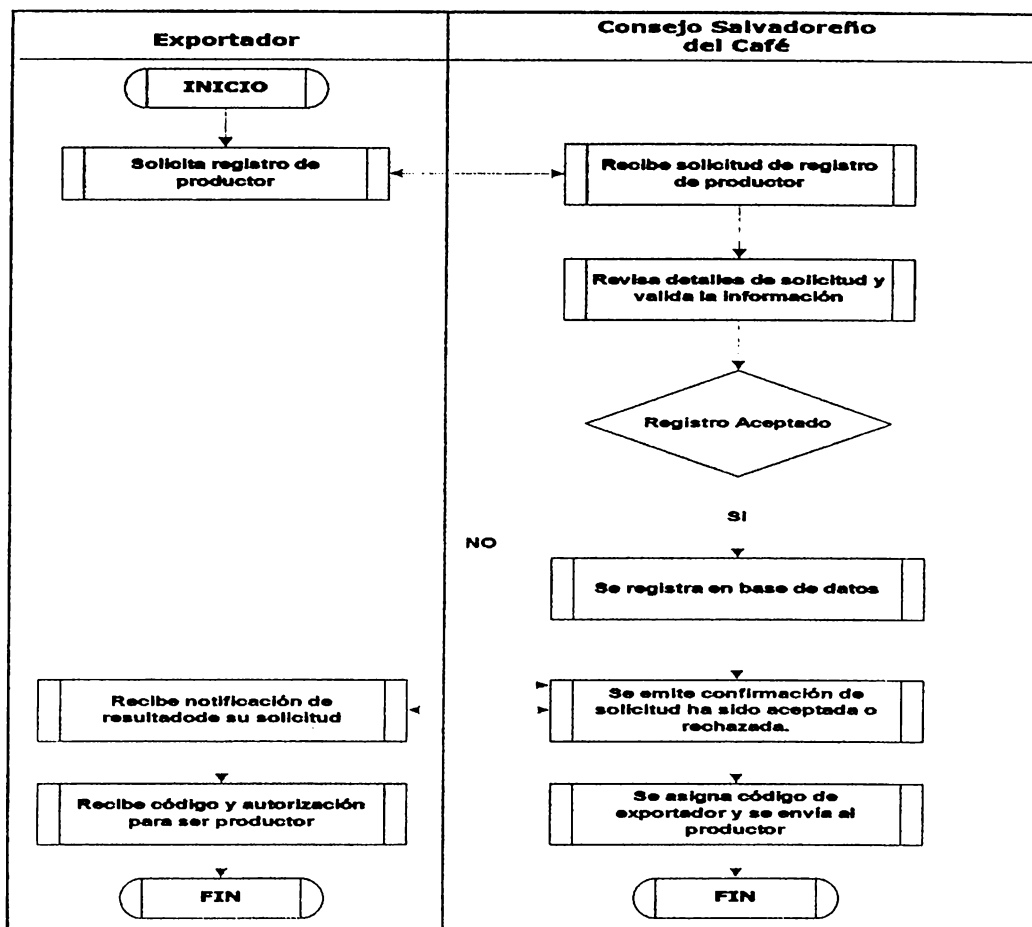 Exportador
Consejo Salvadoreño
del Café
INICIO
Solicita registro de
productor
Recibe solicitud de registro
de productor
Revisa detalles de solicitud y
valida la información
Registro Aceptado
SI
NO
Se registra en base de datos
Recibe notificación de
resultadode su solicitud
Se emite confirmación de
solicitud ha sido aceptada o
rechazada.
Recibe código y autorización
para ser productor
Se asigna código de
exportador y se envía al
productor
FIN
FIN